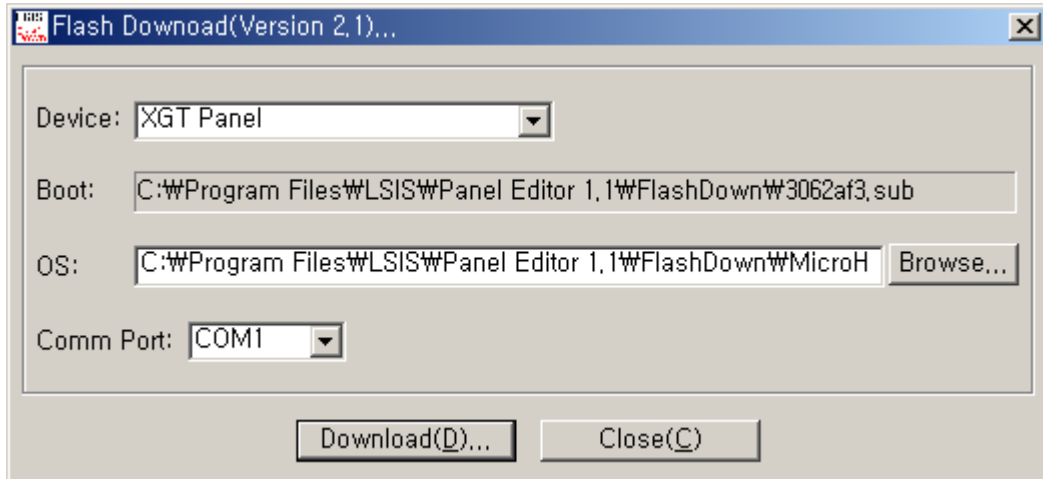 Flash Downoad(Version 2,1),,,
Device: XGT Panel
Boot: C:₩Program Files₩LSIS₩Panel Editor 1,1₩FlashDown₩3062af3,sub
OS: C:₩Program Files₩LSIS₩Panel Editor 1,1₩FlashDown₩MicroH Browse,,,
Comm Port: COM1
Download(D),,, Close(C)